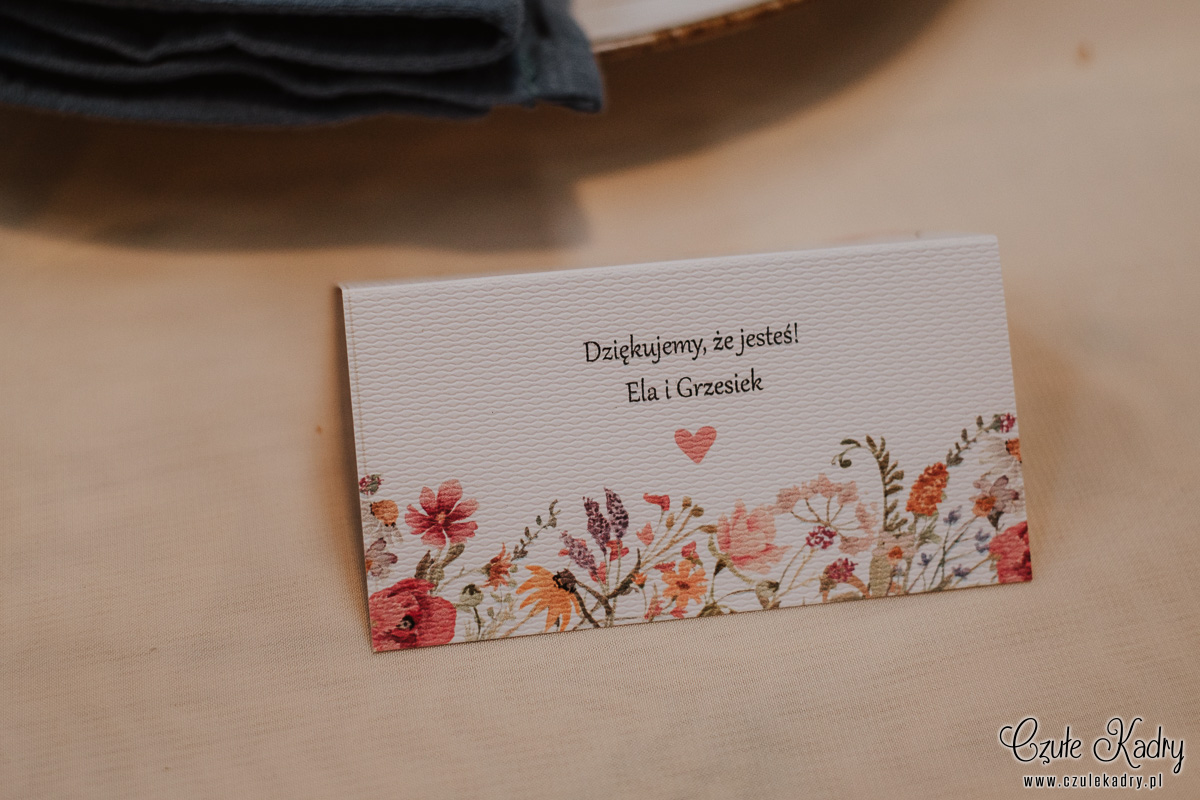 Dziękujemy, że jesteś!
Ela i Grzesiek
Czułe Kadry
www.czulekadry.pl